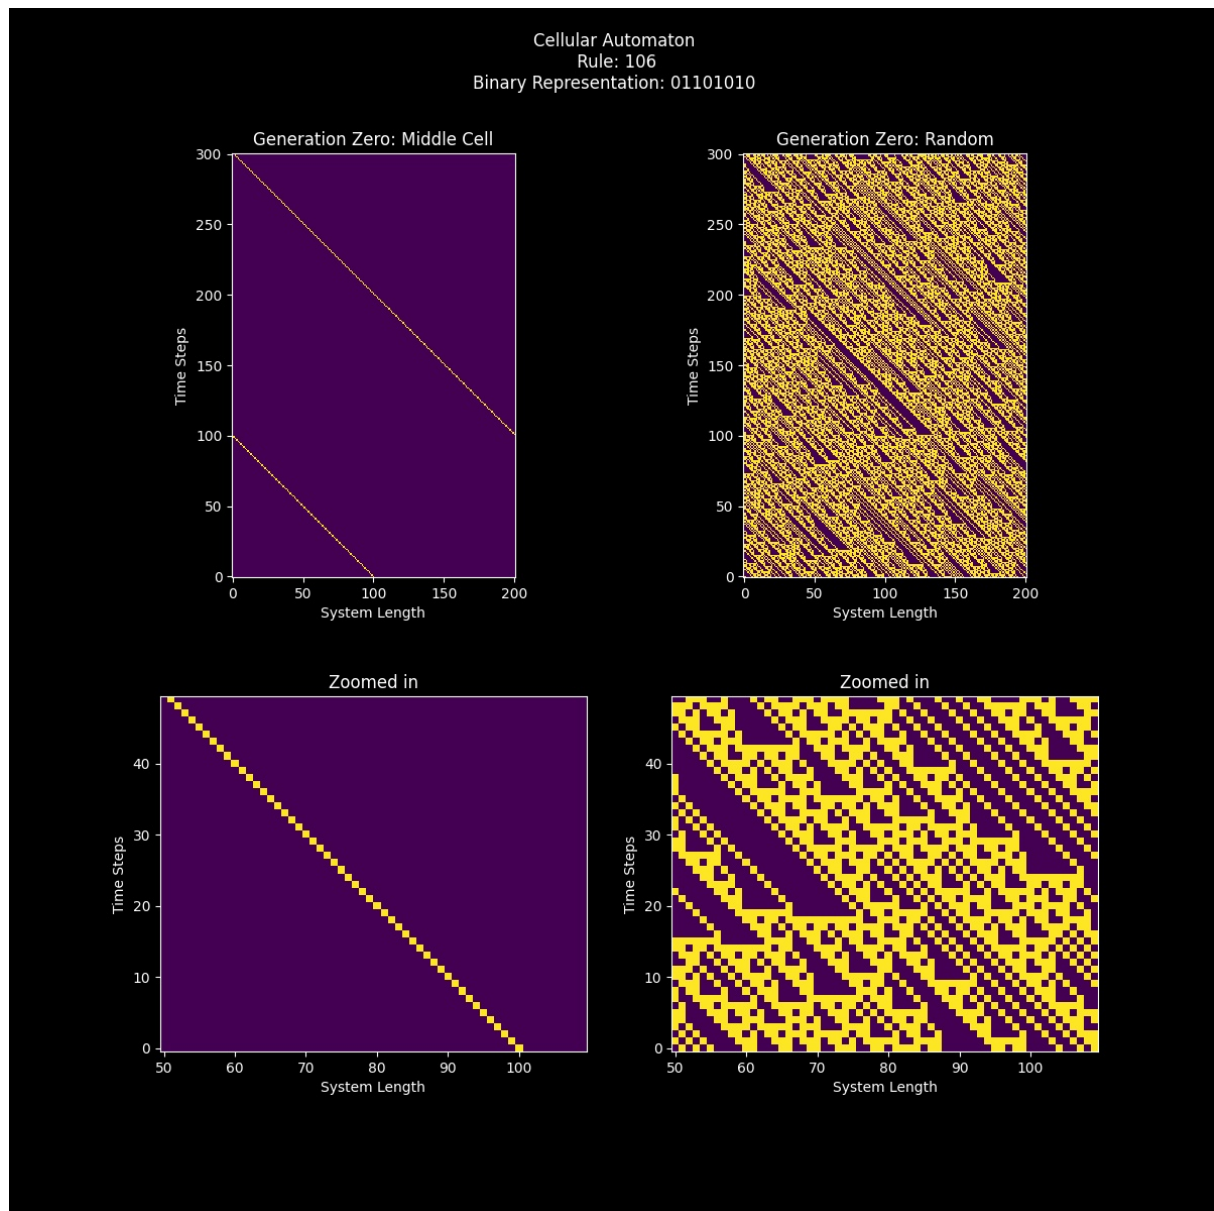 Cellular Automaton
Rule: 106
Binary Representation: 01101010
Generation Zero: Middle Cell
300
250
200
150
100
50
0
Time Steps
0 50 100 150 200
System Length
Generation Zero: Random
300
250
200
150
100
50
0
Time Steps
0 50 100 150 200
System Length
Zoomed in
40
30
20
10
0
Time Steps
50 60 70 80 90 100
System Length
Zoomed in
40
30
20
10
0
Time Steps
50 60 70 80 90 100
System Length